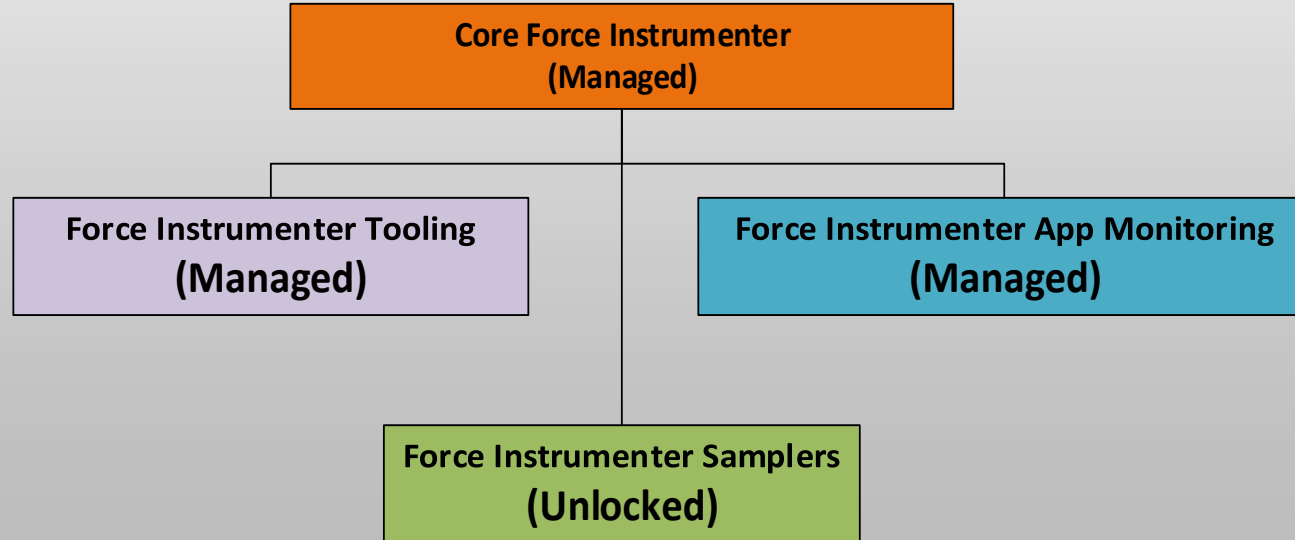 Core Force Instrumenter
(Managed)
Force Instrumenter Tooling
(Managed)
Force Instrumenter App Monitoring
(Managed)
Force Instrumenter Samplers
(Unlocked)